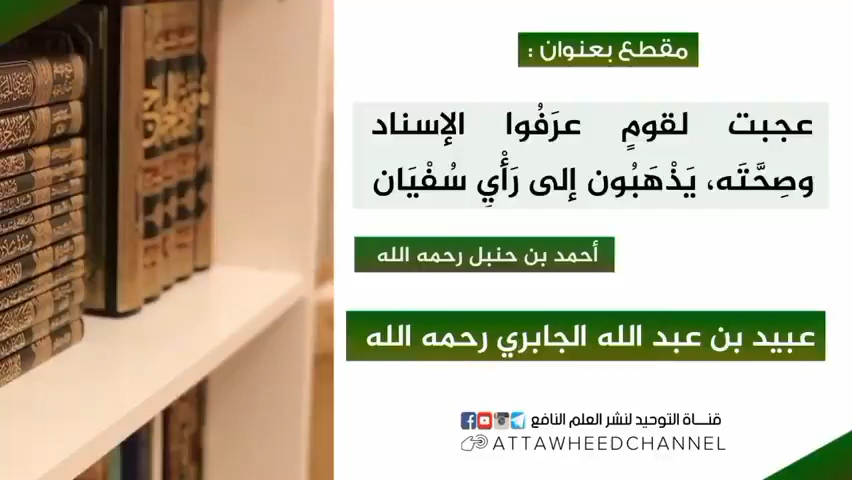 مقطع بعنوان :
عجبت لقومٍ عرَفُوا الإسناد
وصِحَّتَه، يَذْهَبُون إلى رَأْيِ سُفْيَان
أحمد بن حنبل رحمه الله
عبيد بن عبد الله الجابري رحمه الله
قنـــاة التوحيد لنشر العلم النافع
ATTAWHEEDCHANNEL